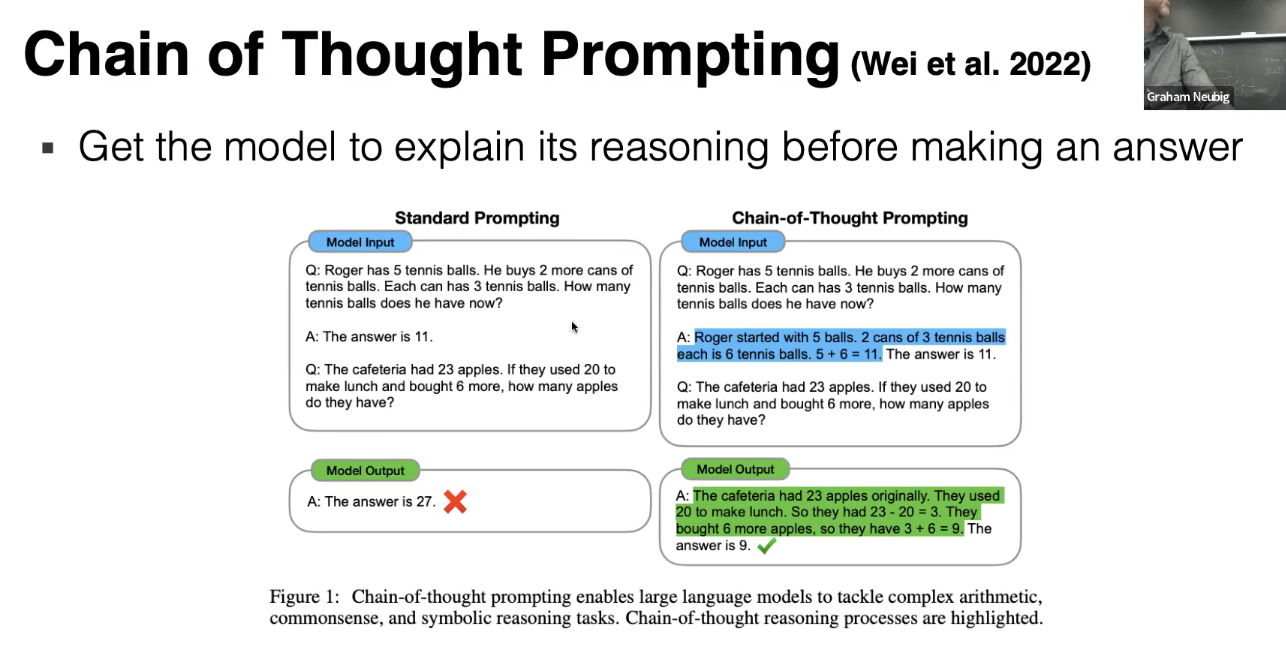 Chain of Thought Prompting (Wei et al. 2022)
Graham Neubig
▪ Get the model to explain its reasoning before making an answer
Standard Prompting
Model Input
Q: Roger has 5 tennis balls. He buys 2 more cans of
tennis balls. Each can has 3 tennis balls. How many
tennis balls does he have now?
A: The answer is 11.
Q: The cafeteria had 23 apples. If they used 20 to
make lunch and bought 6 more, how many apples
do they have?
Model Output
A: The answer is 27.
Chain-of-Thought Prompting
Model Input
Q: Roger has 5 tennis balls. He buys 2 more cans of
tennis balls. Each can has 3 tennis balls. How many
tennis balls does he have now?
A: Roger started with 5 balls. 2 cans of 3 tennis balls
each is 6 tennis balls. 5 + 6 = 11. The answer is 11.
Q: The cafeteria had 23 apples. If they used 20 to
make lunch and bought 6 more, how many apples
do they have?
Model Output
A: The cafeteria had 23 apples originally. They used
20 to make lunch. So they had 23 - 20 = 3. They
bought 6 more apples, so they have 3 + 6 = 9. The
answer is 9.
Figure 1: Chain-of-thought prompting enables large language models to tackle complex arithmetic,
commonsense, and symbolic reasoning tasks. Chain-of-thought reasoning processes are highlighted.